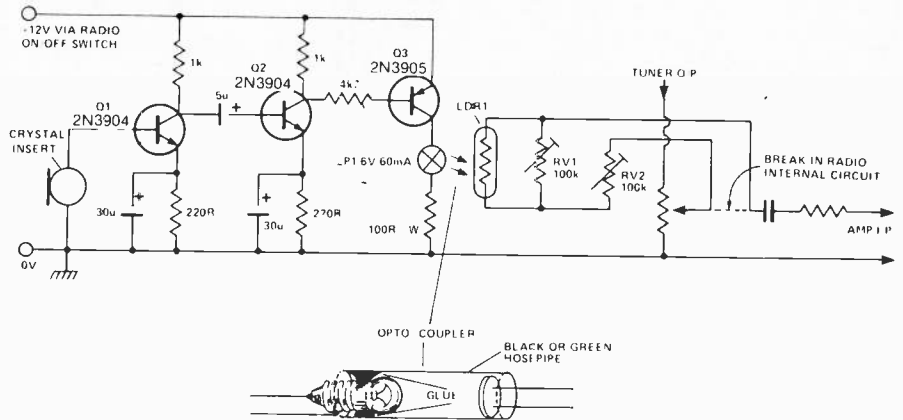 -12V VIA RADIO
ON OFF SWITCH
1k
Q1
2N3904
5u
+
1k
Q2
2N3904
Q3
2N3905
CRYSTAL
INSERT
+
30u
220R
+
30u
270R
LP1 6V 60mA
100R W
LDR1
RV1
100k
RV2
100k
TUNER O.P
BREAK IN RADIO
INTERNAL CIRCUIT
AMP I.P
0V
OPTO COUPLER
BLACK OR GREEN
HOSEPIPE
GLUE